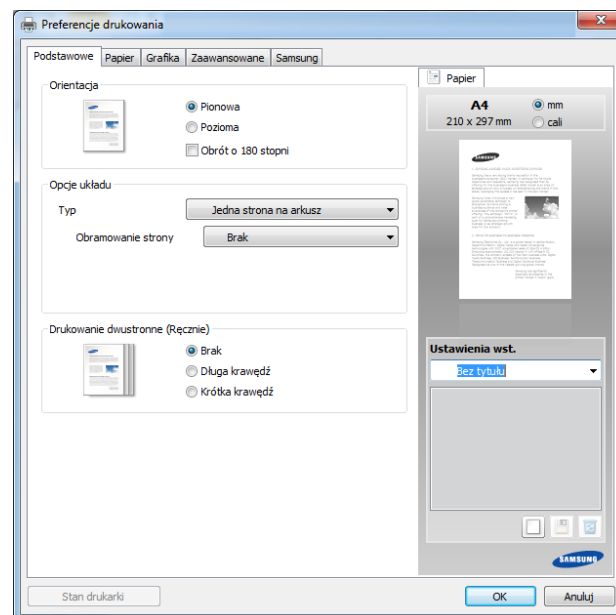 Preferencje drukowania
Podstawowe Papier Grafika Zaawansowane Samsung
Orientacja
Pionowa
Pozioma
Obrót o 180 stopni
Opcje układu
Typ Jedna strona na arkusz
Obramowanie strony Brak
Drukowanie dwustronne (Ręcznie)
Brak
Długa krawędź
Krótka krawędź
Papier
A4
210 x 297 mm
mm
cali
SAMSUNG
Ustawienia wst.
Bez tytułu
SAMSUNG
Stan drukarki OK Anuluj